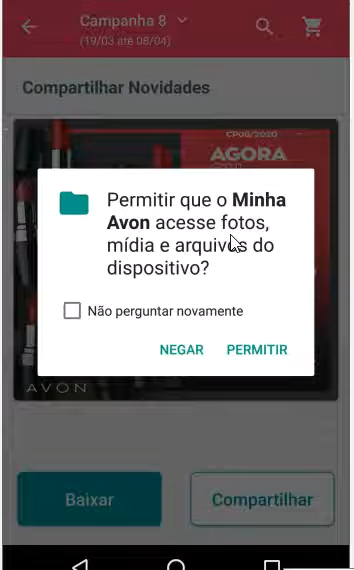 Campanha 8
(19/03 até 08/04)
Compartilhar Novidades
CP08/2020
AGORA
Permitir que o Minha
Avon acesse fotos,
mídia e arquivos do
dispositivo?
Não perguntar novamente
NEGAR PERMITIR
AVON
Baixar Compartilhar